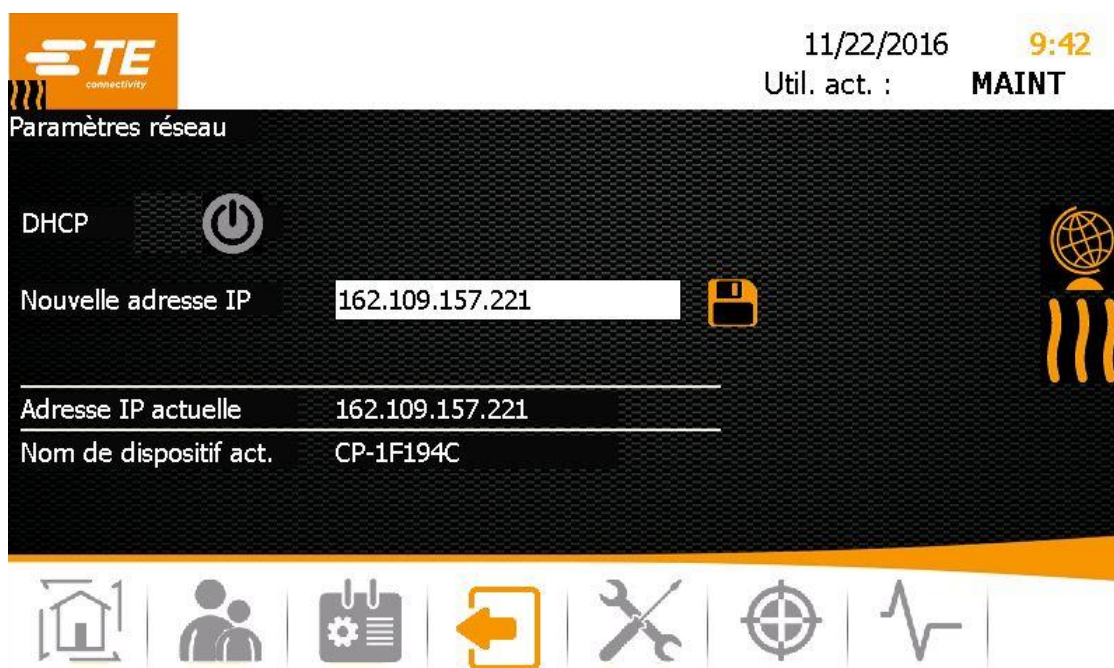 TE
connectivity
11/22/2016 9:42
Util. act. : MAINT
Paramètres réseau
DHCP
Nouvelle adresse IP 162.109.157.221
Adresse IP actuelle 162.109.157.221
Nom de dispositif act. CP-1F194C